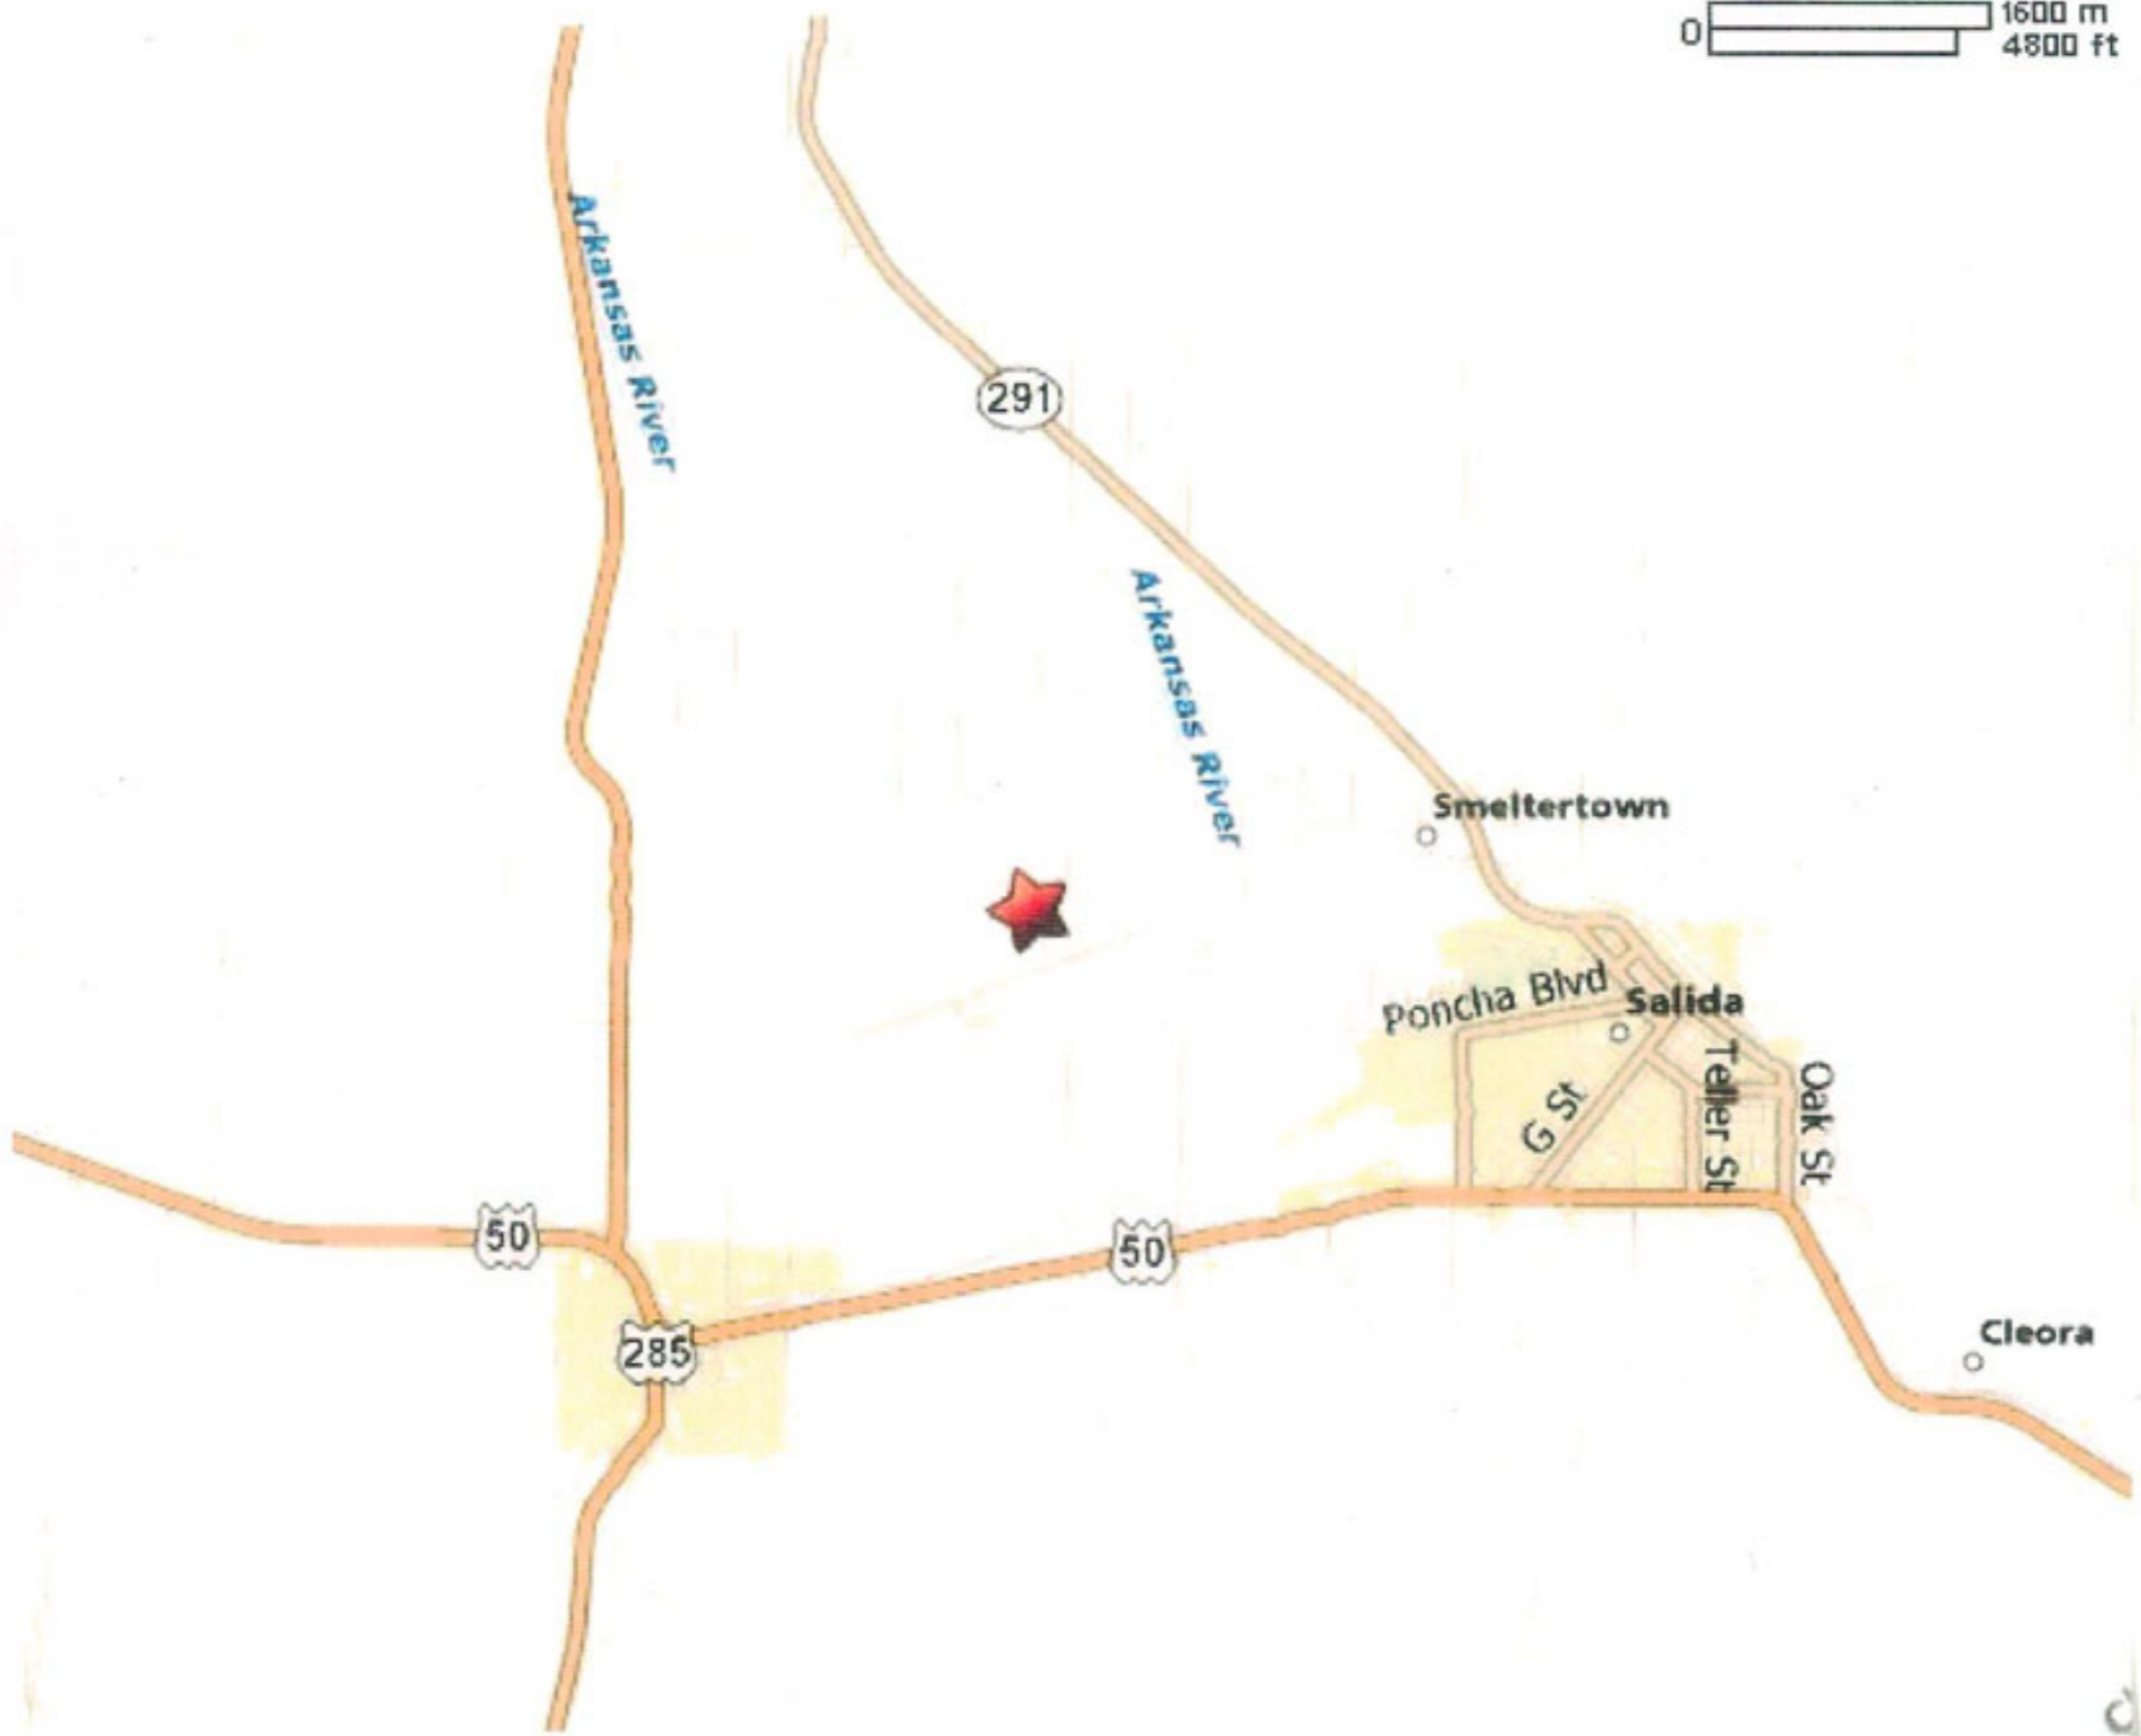 0
1600 m
4800 ft
Arkansas River
291
Arkansas River
Smeltertown
Poncha Blvd
Salida
G St
Teller St
Oak St
50
50
285
Cleora